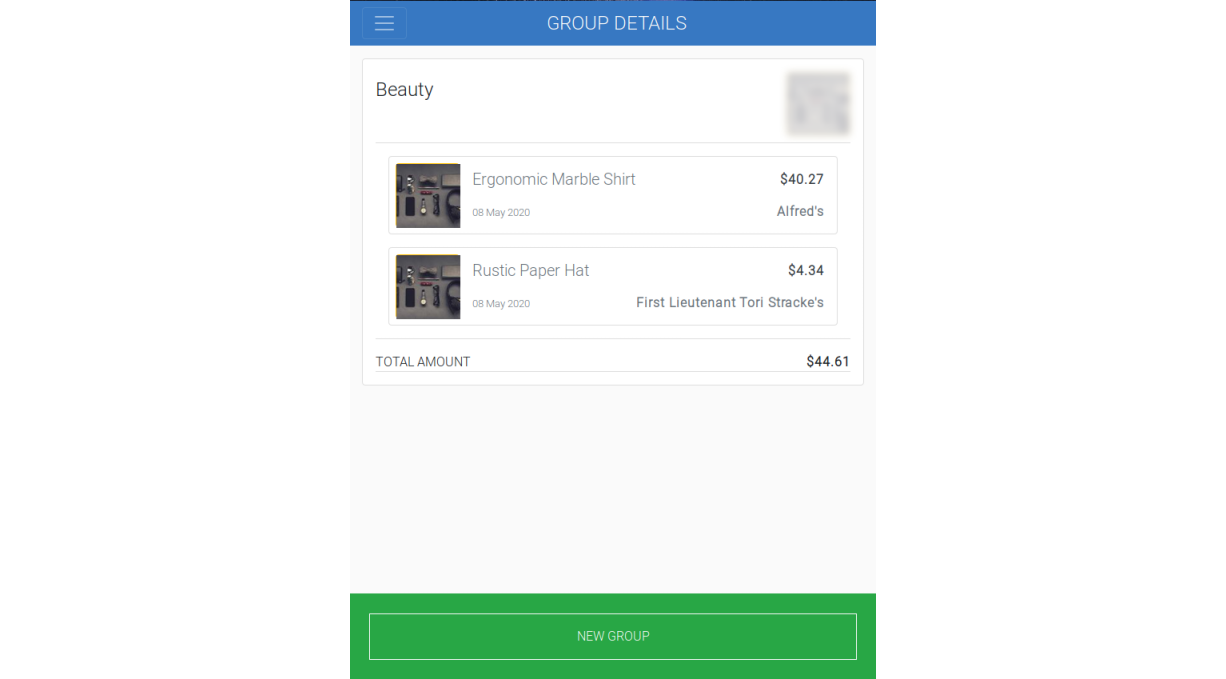 GROUP DETAILS
Beauty
Ergonomic Marble Shirt
$40.27
08 May 2020
Alfred's
Rustic Paper Hat
$4.34
08 May 2020
First Lieutenant Tori Stracke's
TOTAL AMOUNT
$44.61
NEW GROUP